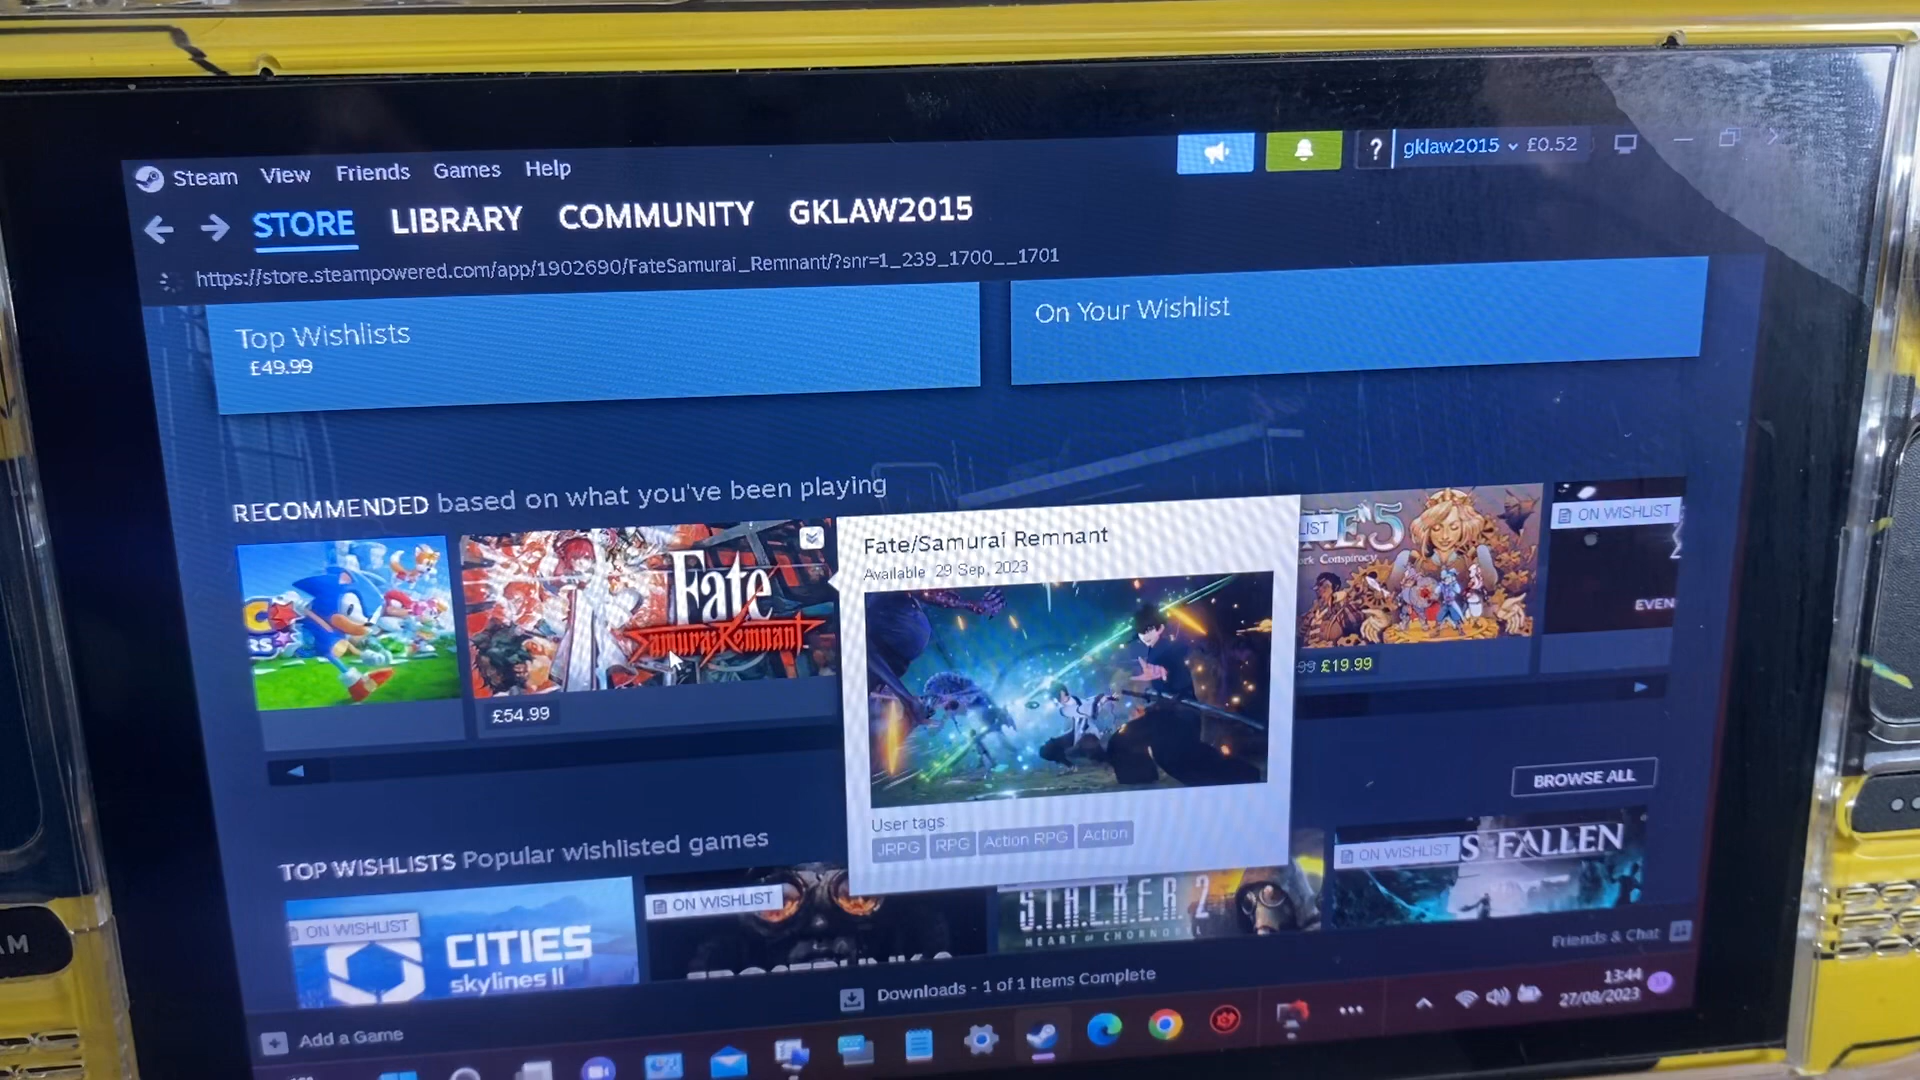 Steam View Friends Games Help
? gklaw2015 £0.52
STORE LIBRARY COMMUNITY GKLAW2015
https://store.steampowered.com/app/1902690/FateSamurai_Remnant/?snr=1_239_1700__1701
Top Wishlists
£49.99
On Your Wishlist
RECOMMENDED based on what you've been playing
Fate
Samurai Remnant
£54.99
Fate/Samurai Remnant
Available 29 Sep, 2023
User tags:
JRPG RPG Action RPG Action
£19.99
ON WISHLIST
EVEN
BROWSE ALL
TOP WISHLISTS Popular wishlisted games
ON WISHLIST
CITIES
skylines II
ON WISHLIST
S.T.A.L.K.E.R. 2
HEART OF CHORNOBYL
ON WISHLIST
S FALLEN
Friends & Chat
Downloads - 1 of 1 Items Complete
Add a Game
13:44
27/08/2023